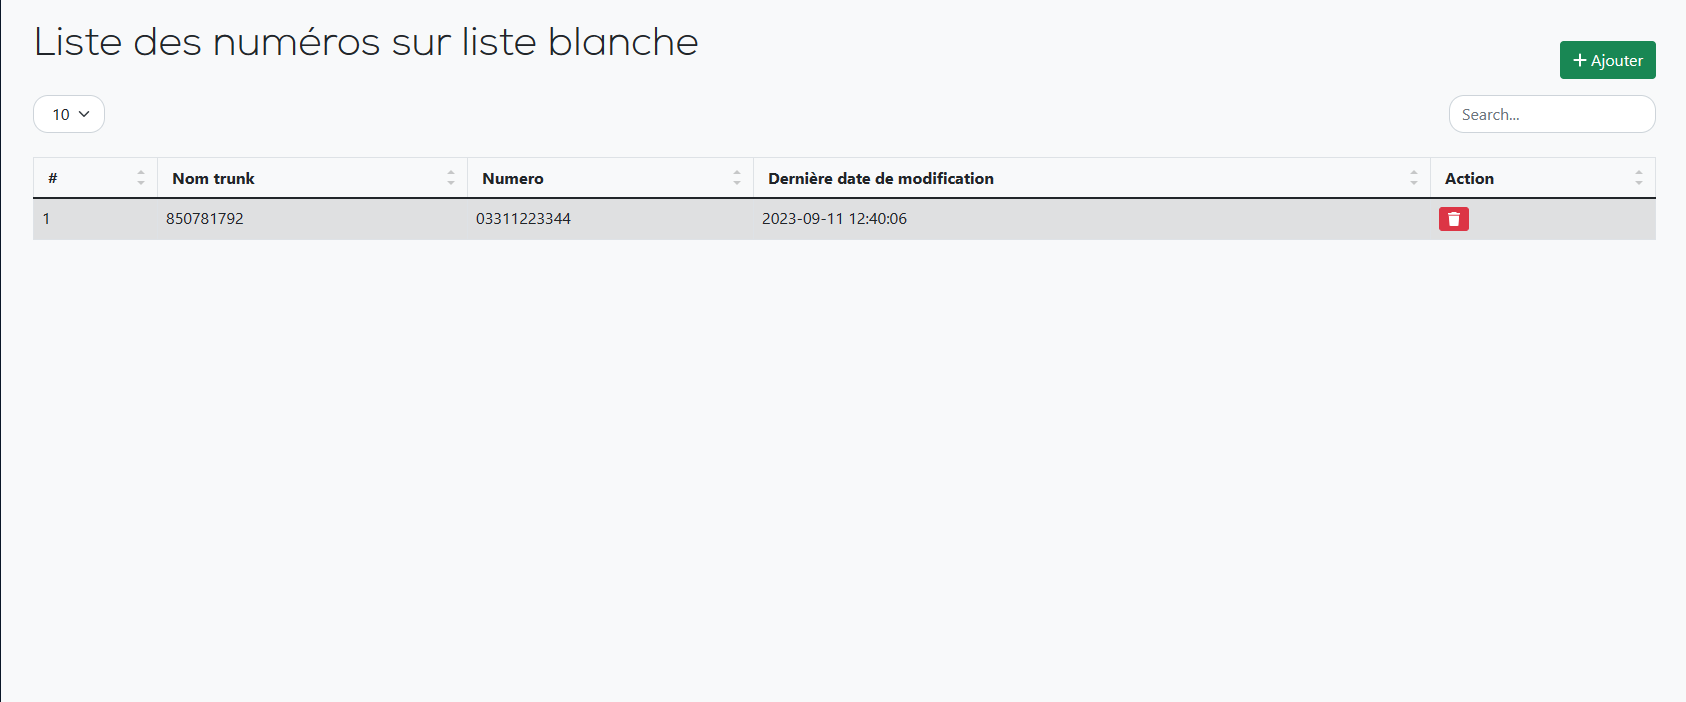 Liste des numéros sur liste blanche
+ Ajouter
10
Search...
# Nom trunk Numero Dernière date de modification Action
1 850781792 03311223344 2023-09-11 12:40:06